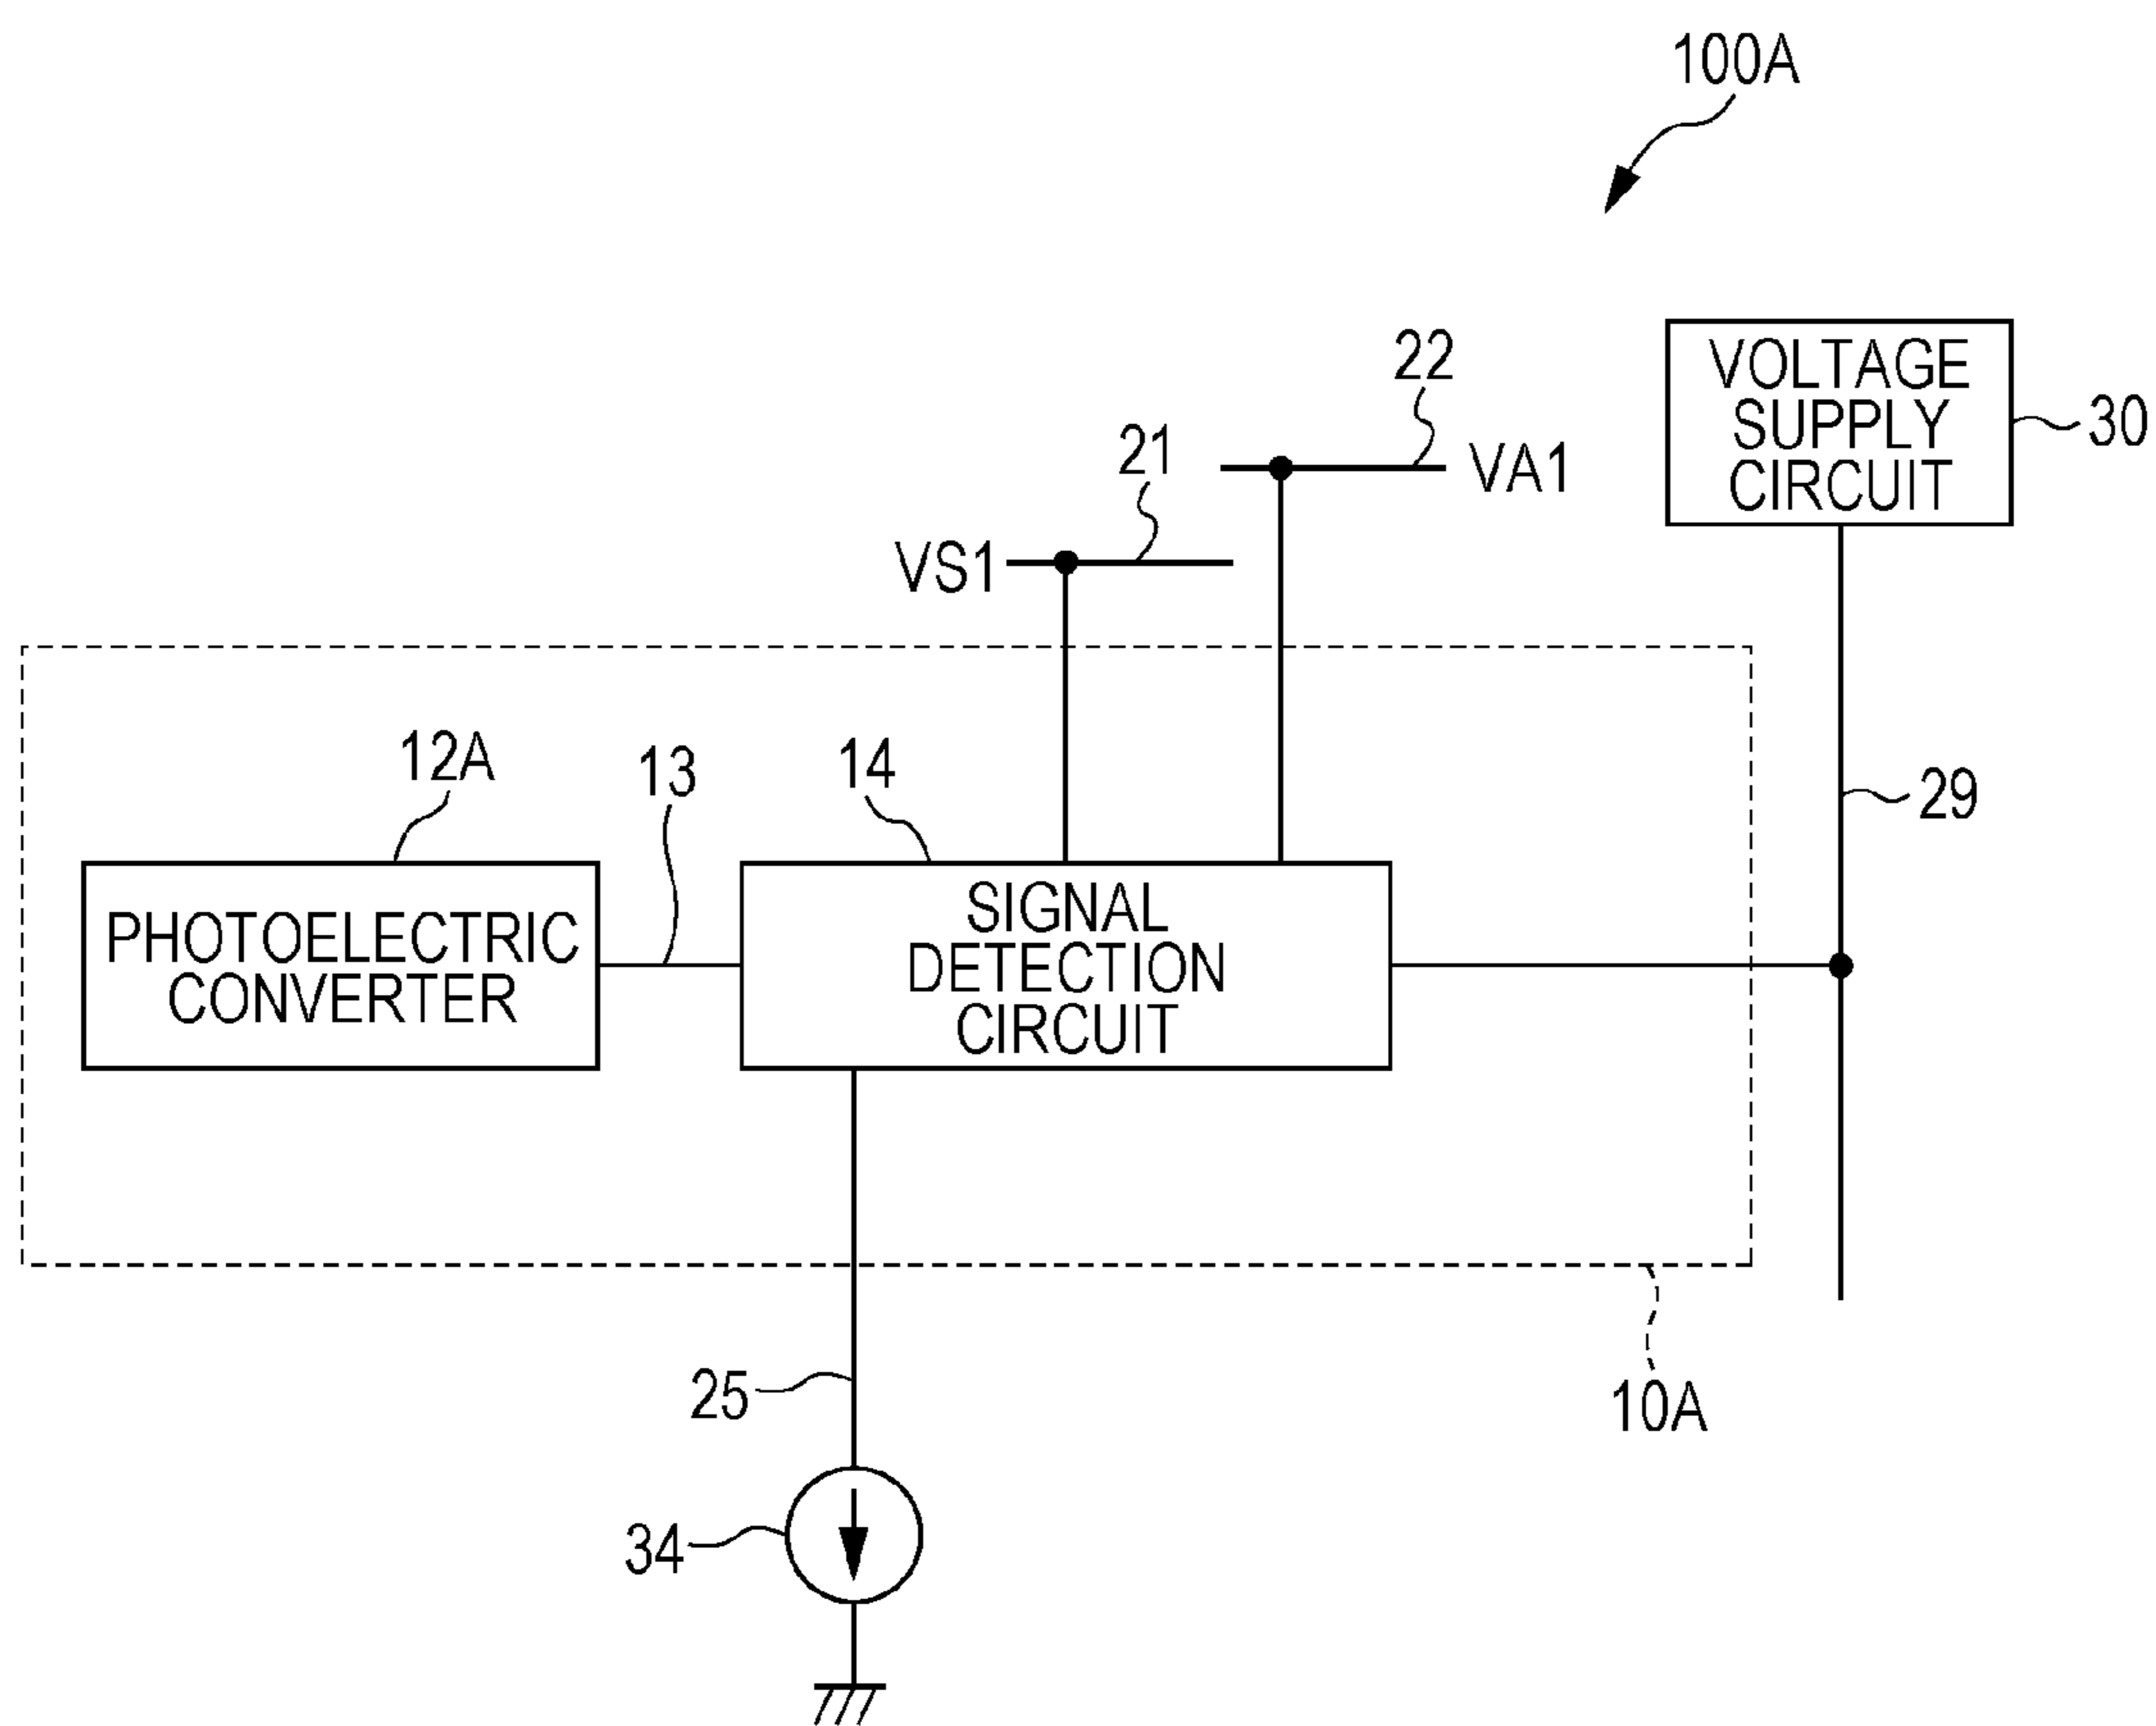 100A
22
VOLTAGE
SUPPLY
CIRCUIT
30
21
VA1
VS1
12A
13
14
29
PHOTOELECTRIC
CONVERTER
SIGNAL
DETECTION
CIRCUIT
25
10A
34